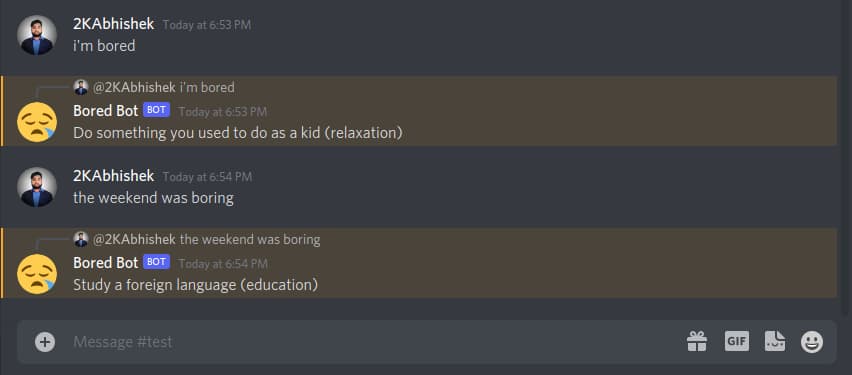 2KAbhishek Today at 6:53 PM
i'm bored
@2KAbhishek i'm bored
Bored Bot BOT Today at 6:53 PM
Do something you used to do as a kid (relaxation)
2KAbhishek Today at 6:54 PM
the weekend was boring
@2KAbhishek the weekend was boring
Bored Bot BOT Today at 6:54 PM
Study a foreign language (education)
Message #test GIF